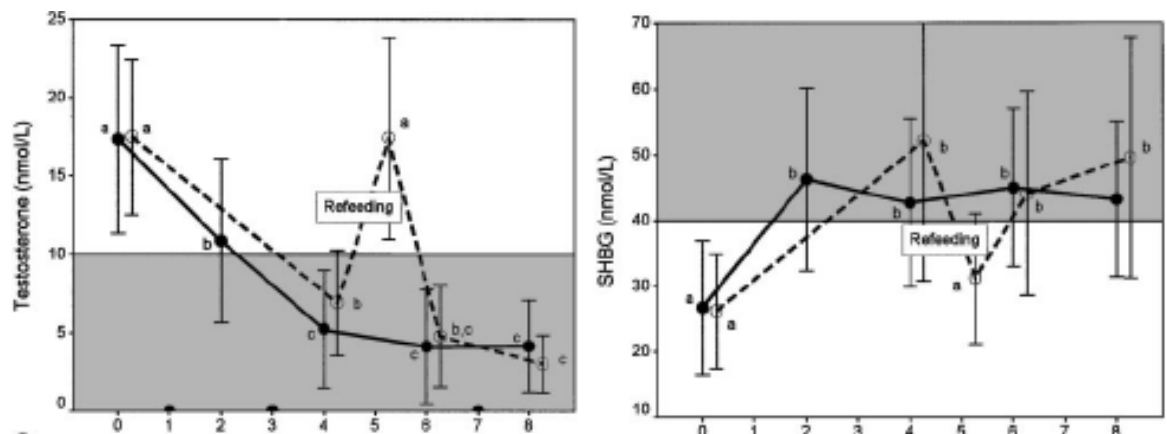 25
20
15
10
5
0
Testosterone (nmol/L)
a
a
b
c
b
a
c
b,c
c
c
Refeeding
0 1 2 3 4 5 6 7 8
70
60
50
40
30
20
10
SHBG (nmol/L)
a
a
b
b
b
a
b
b
b
b
Refeeding
0 1 2 3 4 5 6 7 8